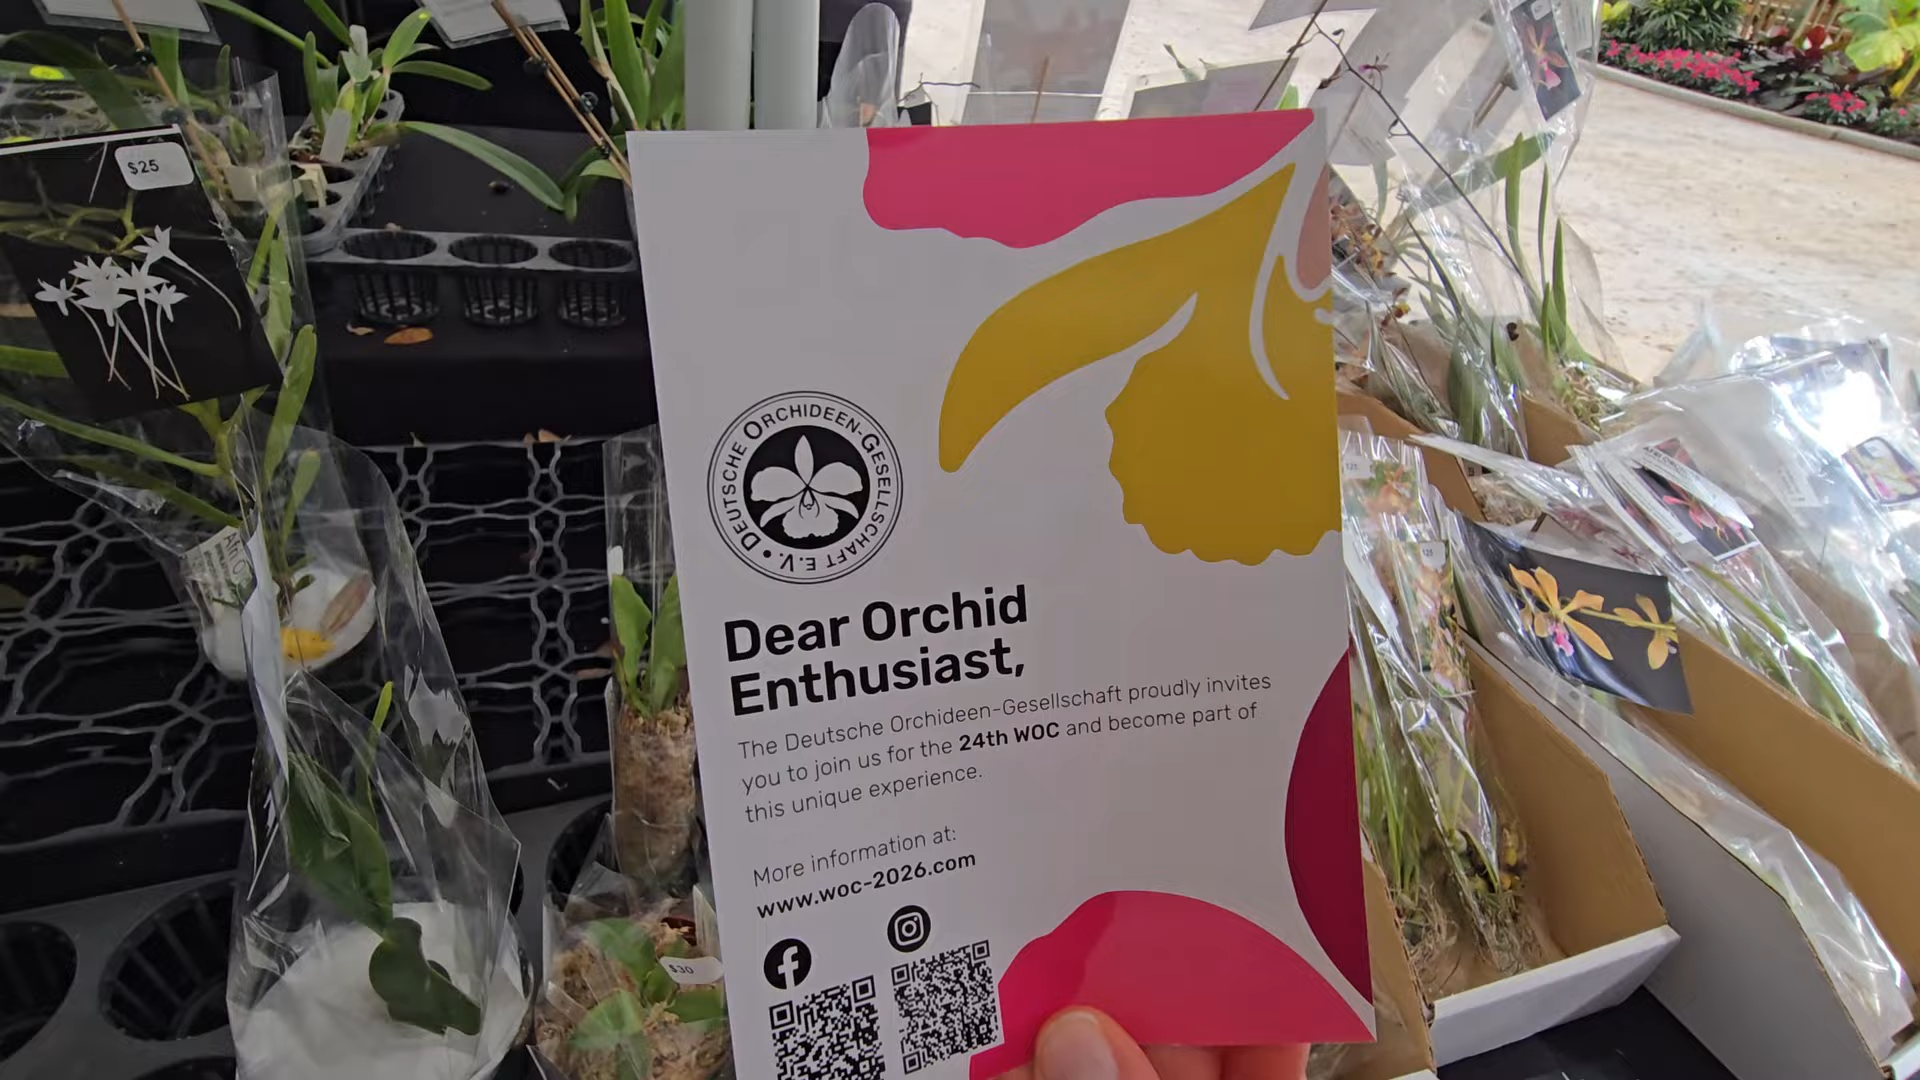 $25
DEUTSCHE ORCHIDEEN-GESELLSCHAFT E.V.
Dear Orchid
Enthusiast,
The Deutsche Orchideen-Gesellschaft proudly invites
you to join us for the 24th WOC and become part of
this unique experience.
More information at:
www.woc-2026.com
$30